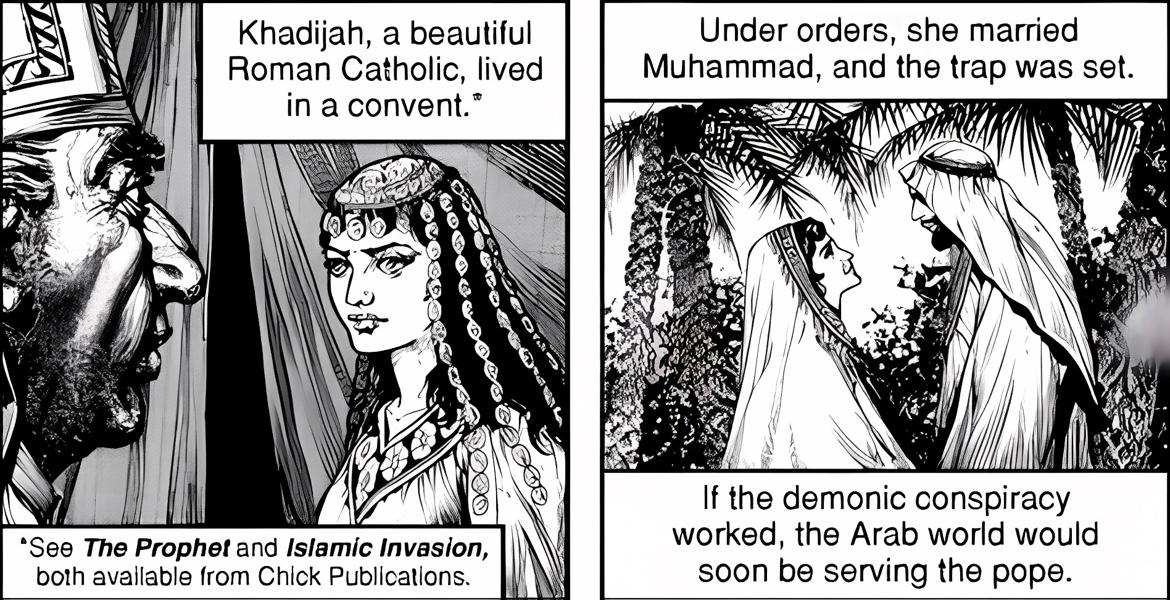 Khadijah, a beautiful
Roman Catholic, lived
in a convent.*
*See The Prophet and Islamic Invasion,
both available from Chick Publications.
Under orders, she married
Muhammad, and the trap was set.
If the demonic conspiracy
worked, the Arab world would
soon be serving the pope.